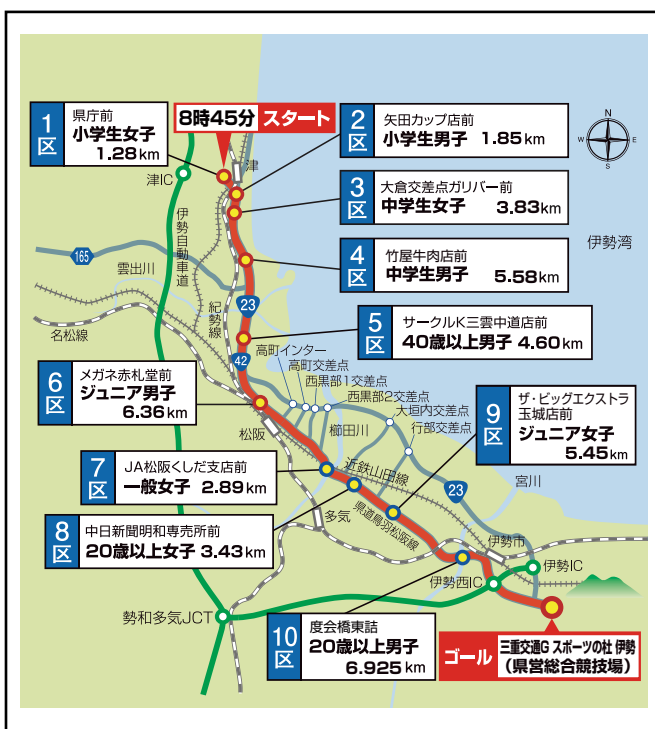 1
区
県庁前
小学生女子
1.28km
8時45分 スタート
2
区
矢田カップ店前
小学生男子 1.85km
N
W
E
S
3
区
大倉交差点ガリバー前
中学生女子 3.83km
4
区
竹屋牛肉店前
中学生男子 5.58km
5
区
サークルK三雲中道店前
40歳以上男子 4.60km
6
区
メガネ赤札堂前
ジュニア男子
6.36km
7
区
JA松阪くしだ支店前
一般女子 2.89km
8
区
中日新聞明和専売所前
20歳以上女子 3.43km
9
区
ザ・ビッグエクストラ
玉城店前
ジュニア女子
5.45km
10
区
度会橋東詰
20歳以上男子
6.925km
ゴール
三重交通G スポーツの杜 伊勢
(県営総合競技場)
津IC
津
伊勢自動車道
165
雲出川
名松線
紀勢線
23
42
伊勢湾
高町インター
高町交差点
西黒部1交差点
西黒部2交差点
大垣内交差点
行部交差点
松阪
櫛田川
近鉄山田線
県道鳥羽松阪線
多気
23
宮川
伊勢市
伊勢IC
伊勢西IC
勢和多気JCT